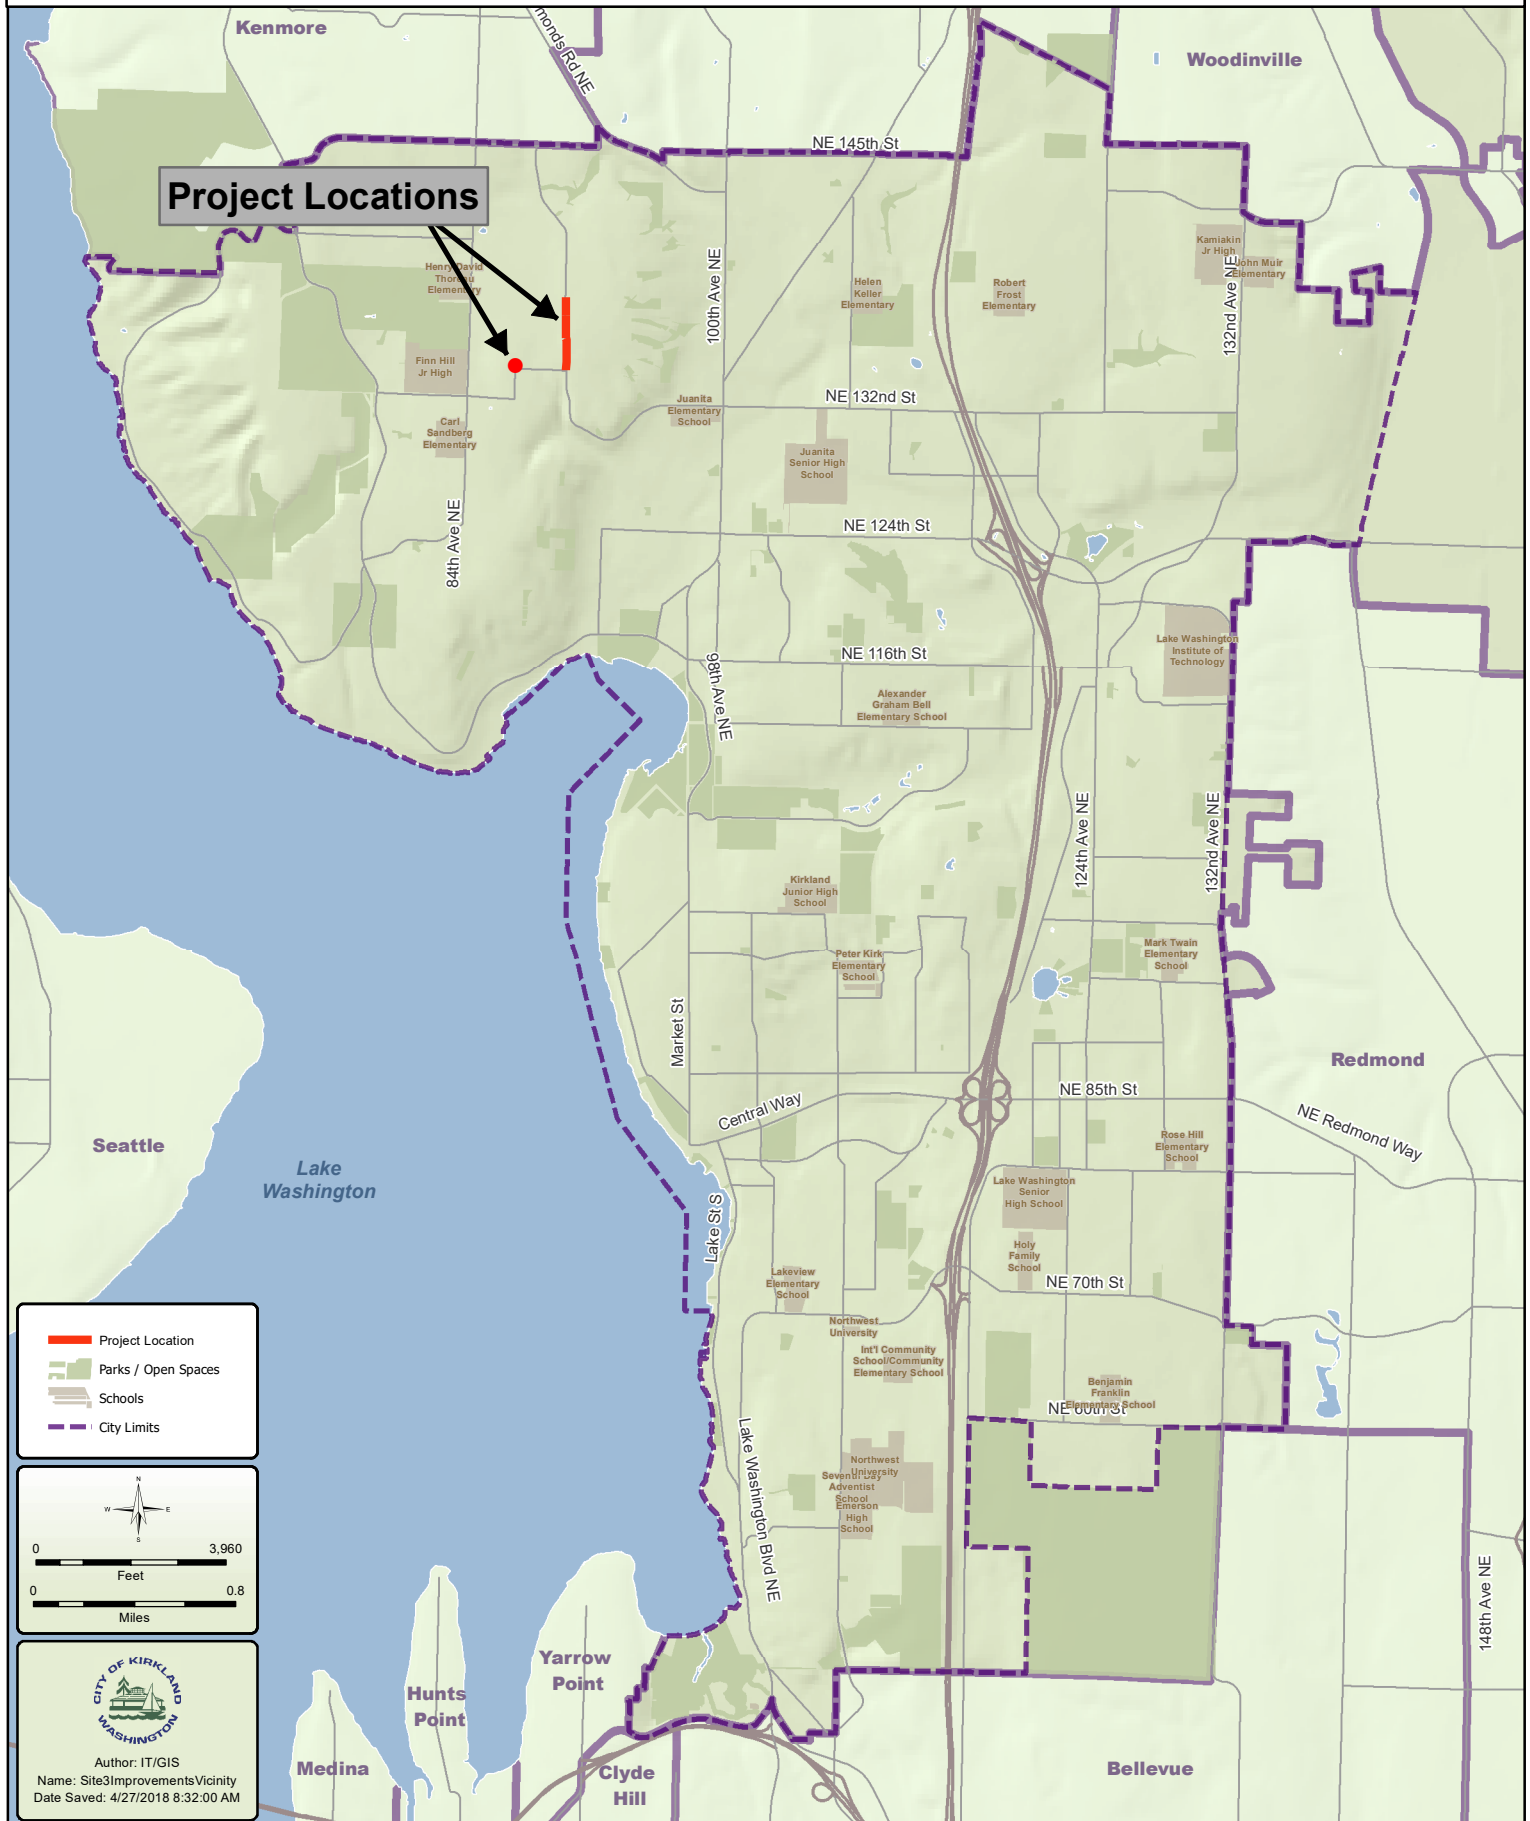 Kenmore
monds Rd NE
Woodinville
NE 145th St
Project Locations
Henry David
Thoreau
Elementary
100th Ave NE
Helen
Keller
Elementary
Robert
Frost
Elementary
Kamiakin
Jr High
John Muir
Elementary
132nd Ave NE
Finn Hill
Jr High
Juanita
Elementary
School
NE 132nd St
Carl
Sandberg
Elementary
Juanita
Senior High
School
84th Ave NE
NE 124th St
Lake Washington
Institute of
Technology
NE 116th St
98th Ave NE
Alexander
Graham Bell
Elementary School
124th Ave NE
132nd Ave NE
Kirkland
Junior High
School
Peter Kirk
Elementary
School
Mark Twain
Elementary
School
Market St
Redmond
NE 85th St
Central Way
NE Redmond Way
Seattle
Lake
Washington
Rose Hill
Elementary
School
Lake Washington
Senior
High School
Lake St S
Holy
Family
School
Lakeview
Elementary
School
NE 70th St
Northwest
University
Int'l Community
School/Community
Elementary School
Benjamin
Franklin
Elementary School
NE 60th St
Lake Washington Blvd NE
Northwest
University
Seventh Day
Adventist
School
Emerson
High
School
148th Ave NE
Project Location
Parks / Open Spaces
Schools
City Limits
N
W E
S
0 3,960
Feet
0 0.8
Miles
CITY OF KIRKLAND
WASHINGTON
Author: IT/GIS
Name: Site3ImprovementsVicinity
Date Saved: 4/27/2018 8:32:00 AM
Yarrow
Point
Hunts
Point
Medina
Clyde
Hill
Bellevue